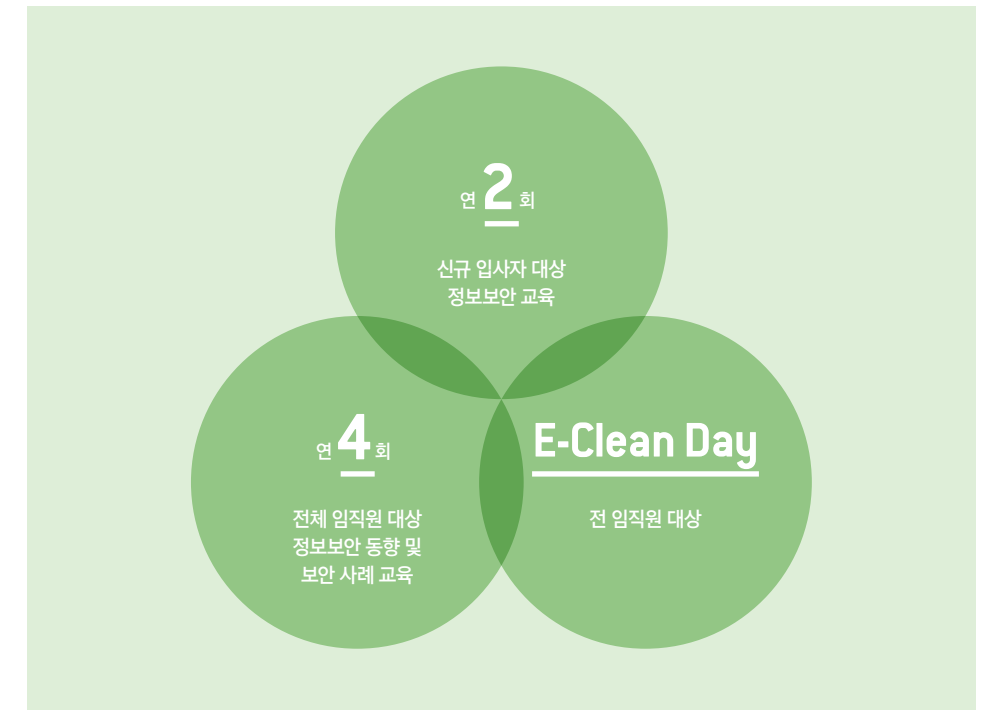 연 2 회
신규 입사자 대상
정보보안 교육
연 4 회
전체 임직원 대상
정보보안 동향 및
보안 사례 교육
E-Clean Day
전 임직원 대상